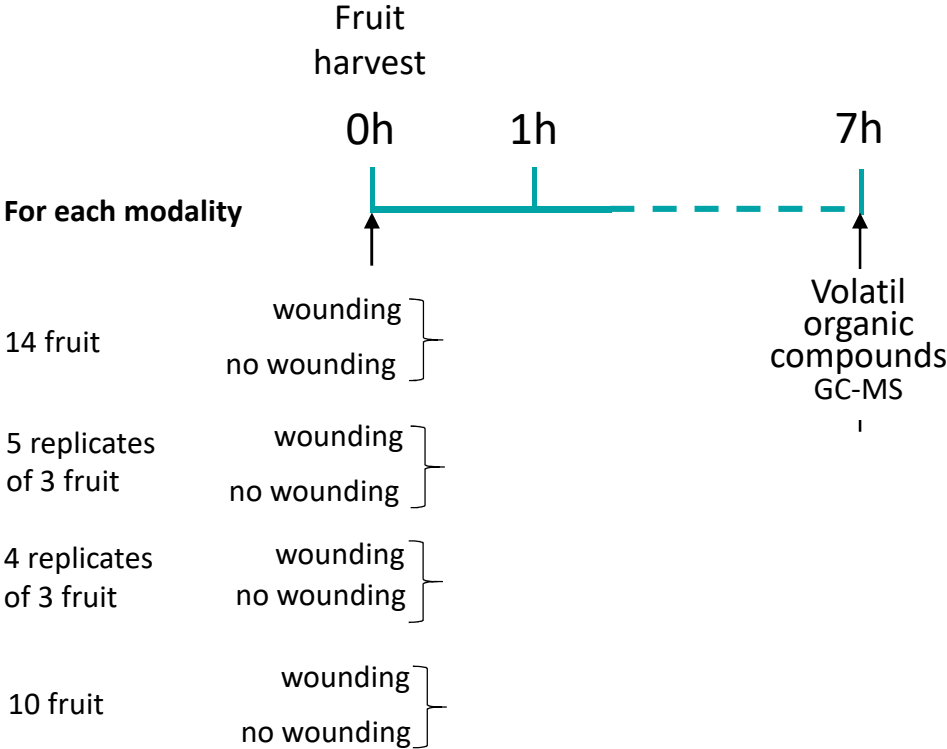 Fruit
harvest
0h
1h
7h
For each modality
Volatil
organic
compounds
GC-MS
14 fruit
wounding
no wounding
5 replicates
of 3 fruit
wounding
no wounding
4 replicates
of 3 fruit
wounding
no wounding
10 fruit
wounding
no wounding